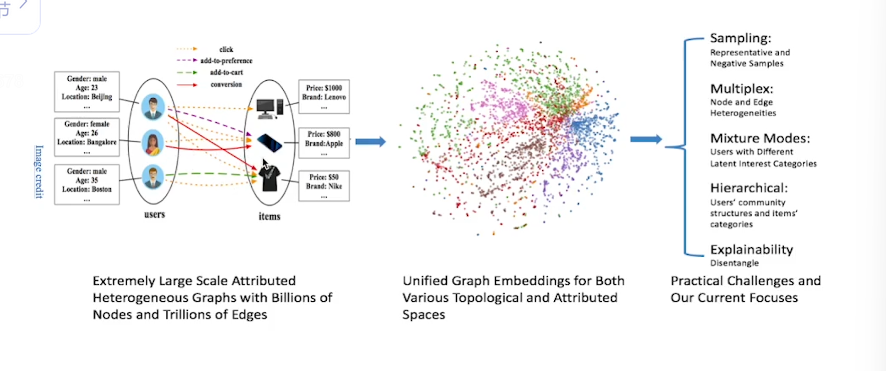 节
click
add-to-preference
add-to-cart
conversion
Gender: male
Age: 23
Location: Beijing
...
Gender: female
Age: 26
Location: Bangalore
...
Gender: male
Age: 35
Location: Boston
...
Image credit
users
Price: $1000
Brand: Lenovo
...
Price: $800
Brand:Apple
...
Price: $50
Brand: Nike
...
items
Extremely Large Scale Attributed
Heterogeneous Graphs with Billions of
Nodes and Trillions of Edges
Unified Graph Embeddings for Both
Various Topological and Attributed
Spaces
Sampling:
Representative and
Negative Samples
Multiplex:
Node and Edge
Heterogeneities
Mixture Modes:
Users with Different
Latent Interest Categories
Hierarchical:
Users' community
structures and items'
categories
Explainability
Disentangle
Practical Challenges and
Our Current Focuses